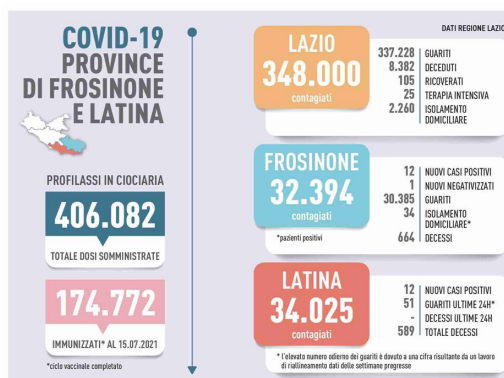 COVID-19
PROVINCE
DI FROSINONE
E LATINA
PROFILASSI IN CIOCIARIA
406.082
TOTALE DOSI SOMMINISTRATE
174.772
IMMUNIZZATI* AL 15.07.2021
*ciclo vaccinale completato
DATI REGIONE LAZIO
LAZIO
348.000
contagiati
337.228 GUARITI
8.382 DECEDUTI
105 RICOVERATI
25 TERAPIA INTENSIVA
2.260 ISOLAMENTO
DOMICILIARE
FROSINONE
32.394
contagiati
*pazienti positivi
12 NUOVI CASI POSITIVI
1 NUOVI NEGATIVIZZATI
30.385 GUARITI
34 ISOLAMENTO
DOMICILIARE*
664 DECESSI
LATINA
34.025
contagiati
12 NUOVI CASI POSITIVI
51 GUARITI ULTIME 24H*
- DECESSI ULTIME 24H
589 TOTALE DECESSI
* l'elevato numero odierno dei guariti è dovuto a una cifra risultante da un lavoro
di riallineamento dati delle settimane pregresse